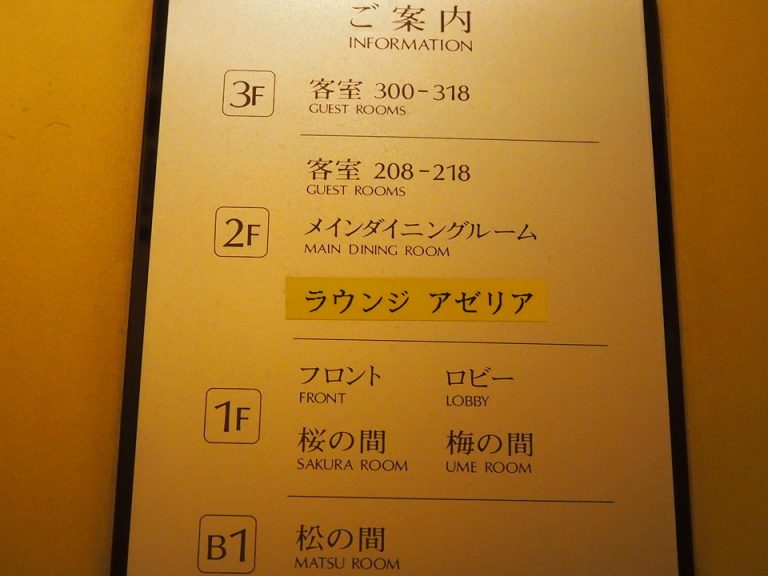 ご案内
INFORMATION
3F
客室 300-318
GUEST ROOMS
客室 208-218
GUEST ROOMS
2F
メインダイニングルーム
MAIN DINING ROOM
ラウンジ アゼリア
1F
フロント ロビー
FRONT LOBBY
桜の間 梅の間
SAKURA ROOM UME ROOM
B1
松の間
MATSU ROOM